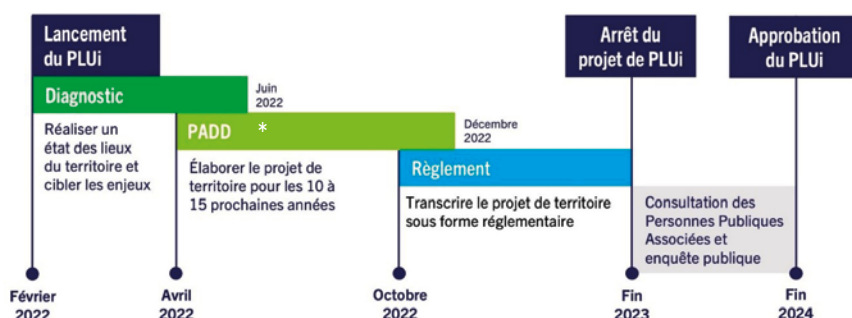 Lancement
du PLUi
Arrêt du
projet de PLUi
Approbation
du PLUi
Diagnostic
Juin
2022
Réaliser un
état des lieux
du territoire et
cibler les enjeux
PADD *
Décembre
2022
Élaborer le projet de
territoire pour les 10 à
15 prochaines années
Règlement
Transcrire le projet de territoire
sous forme réglementaire
Consultation des
Personnes Publiques
Associées et
enquête publique
Février
2022
Avril
2022
Octobre
2022
Fin
2023
Fin
2024